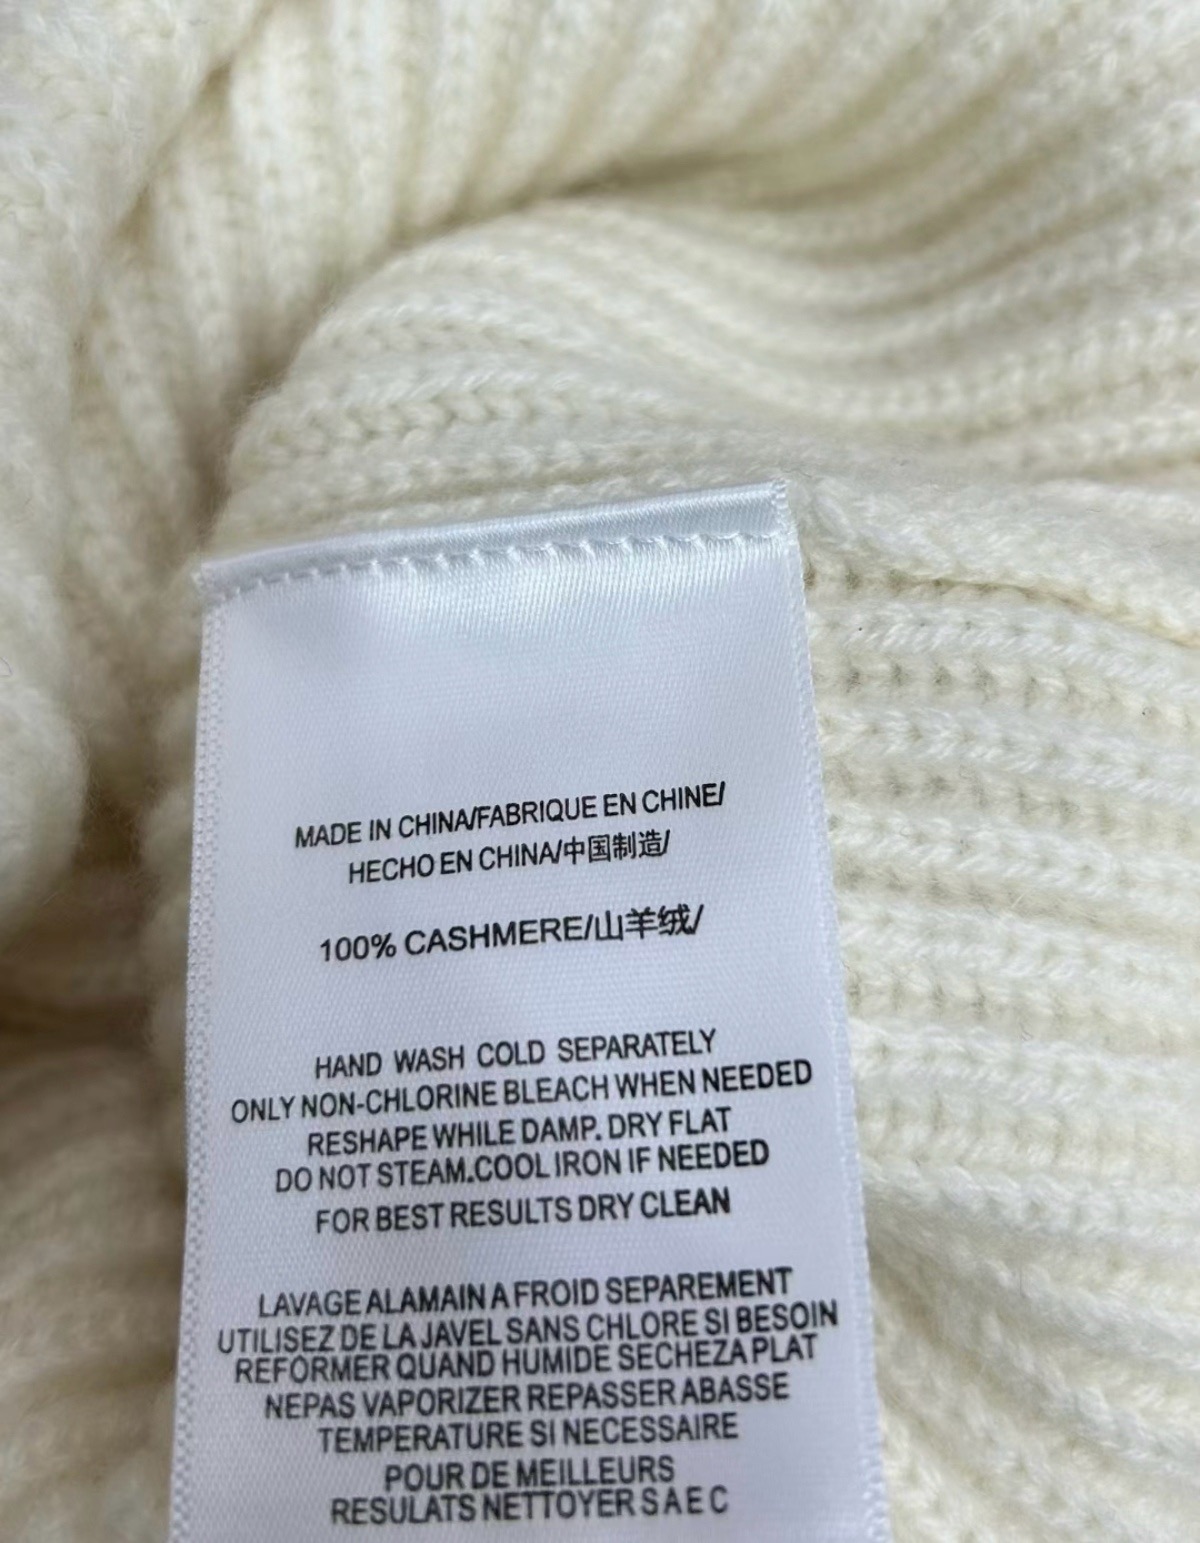 MADE IN CHINA/FABRIQUE EN CHINE/
HECHO EN CHINA/中国制造/
100% CASHMERE/山羊绒/
HAND WASH COLD SEPARATELY
ONLY NON-CHLORINE BLEACH WHEN NEEDED
RESHAPE WHILE DAMP. DRY FLAT
DO NOT STEAM.COOL IRON IF NEEDED
FOR BEST RESULTS DRY CLEAN
LAVAGE ALAMAIN A FROID SEPAREMENT
UTILISEZ DE LA JAVEL SANS CHLORE SI BESOIN
REFORMER QUAND HUMIDE SECHEZ A PLAT
NEPAS VAPORIZER REPASSER ABASSE
TEMPERATURE SI NECESSAIRE
POUR DE MEILLEURS
RESULATS NETTOYER S A E C